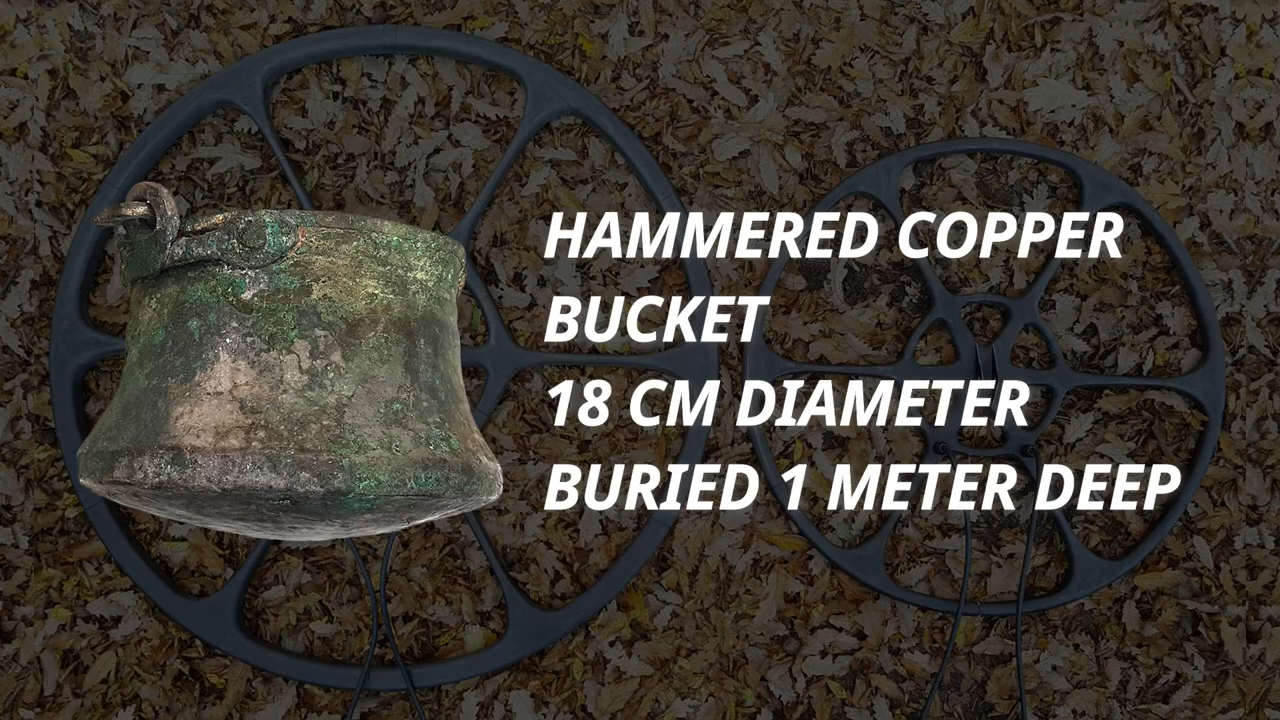 HAMMERED COPPER
BUCKET
18 CM DIAMETER
BURIED 1 METER DEEP